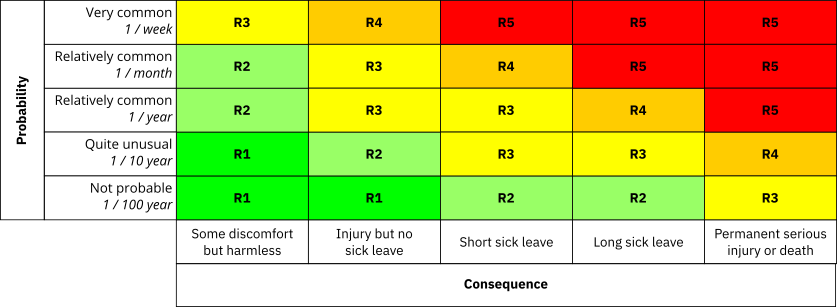 Probability
Very common
1 / week
R3
R4
R5
R5
R5
Relatively common
1 / month
R2
R3
R4
R5
R5
Relatively common
1 / year
R2
R3
R3
R4
R5
Quite unusual
1 / 10 year
R1
R2
R3
R3
R4
Not probable
1 / 100 year
R1
R1
R2
R2
R3
Some discomfort
but harmless
Injury but no
sick leave
Short sick leave
Long sick leave
Permanent serious
injury or death
Consequence